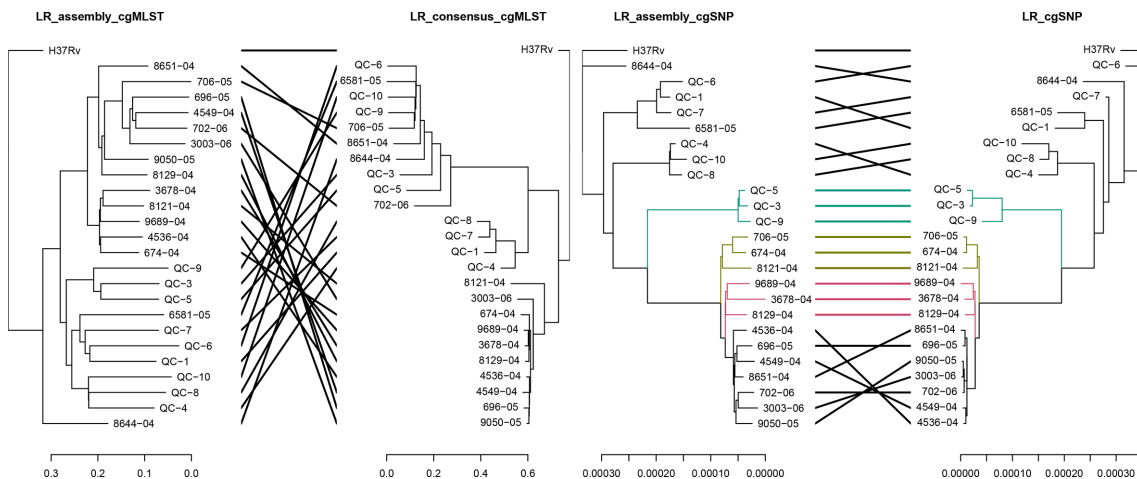 LR_assembly_cgMLST
LR_consensus_cgMLST
LR_assembly_cgSNP
LR_cgSNP
H37Rv
8651−04
706−05
696−05
4549−04
702−06
3003−06
9050−05
8129−04
3678−04
8121−04
9689−04
4536−04
674−04
QC−9
QC−3
QC−5
6581−05
QC−7
QC−6
QC−1
QC−10
QC−8
QC−4
8644−04
0.3
0.2
0.1
0.0
H37Rv
QC−6
6581−05
QC−10
QC−9
706−05
8651−04
8644−04
QC−3
QC−5
702−06
QC−8
QC−7
QC−1
QC−4
8121−04
3003−06
674−04
9689−04
3678−04
8129−04
4536−04
4549−04
696−05
9050−05
0.0
0.2
0.4
0.6
H37Rv
8644−04
QC−6
QC−1
QC−7
6581−05
QC−4
QC−10
QC−8
QC−5
QC−3
QC−9
706−05
674−04
8121−04
9689−04
3678−04
8129−04
4536−04
696−05
4549−04
8651−04
702−06
3003−06
9050−05
0.00030
0.00020
0.00010
0.00000
H37Rv
QC−6
8644−04
QC−7
6581−05
QC−1
QC−10
QC−8
QC−4
QC−5
QC−3
QC−9
706−05
674−04
8121−04
9689−04
3678−04
8129−04
8651−04
696−05
9050−05
3003−06
702−06
4549−04
4536−04
0.00000
0.00010
0.00020
0.00030